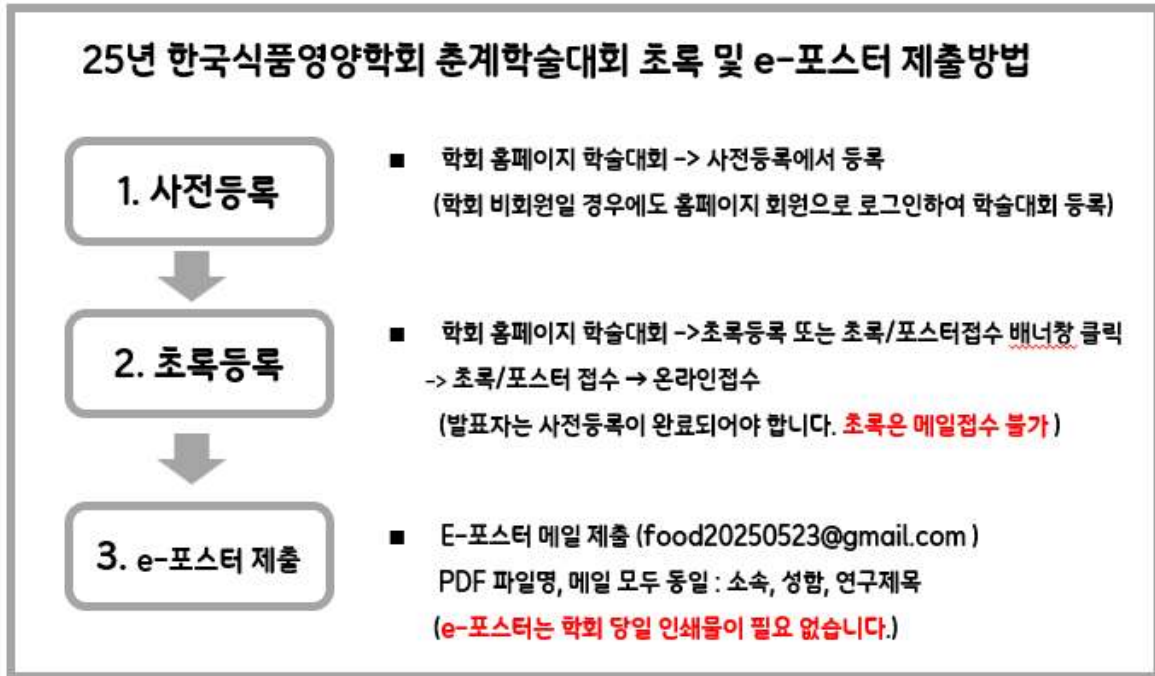 25년 한국식품영양학회 춘계학술대회 초록 및 e-포스터 제출방법
1. 사전등록
■ 학회 홈페이지 학술대회 -> 사전등록에서 등록
(학회 비회원일 경우에도 홈페이지 회원으로 로그인하여 학술대회 등록)
2. 초록등록
■ 학회 홈페이지 학술대회 ->초록등록 또는 초록/포스터접수 배너창 클릭
-> 초록/포스터 접수 → 온라인접수
(발표자는 사전등록이 완료되어야 합니다. 초록은 메일접수 불가 )
3. e-포스터 제출
■ E-포스터 메일 제출 (food20250523@gmail.com )
PDF 파일명, 메일 모두 동일 : 소속, 성함, 연구제목
(e-포스터는 학회 당일 인쇄물이 필요 없습니다.)